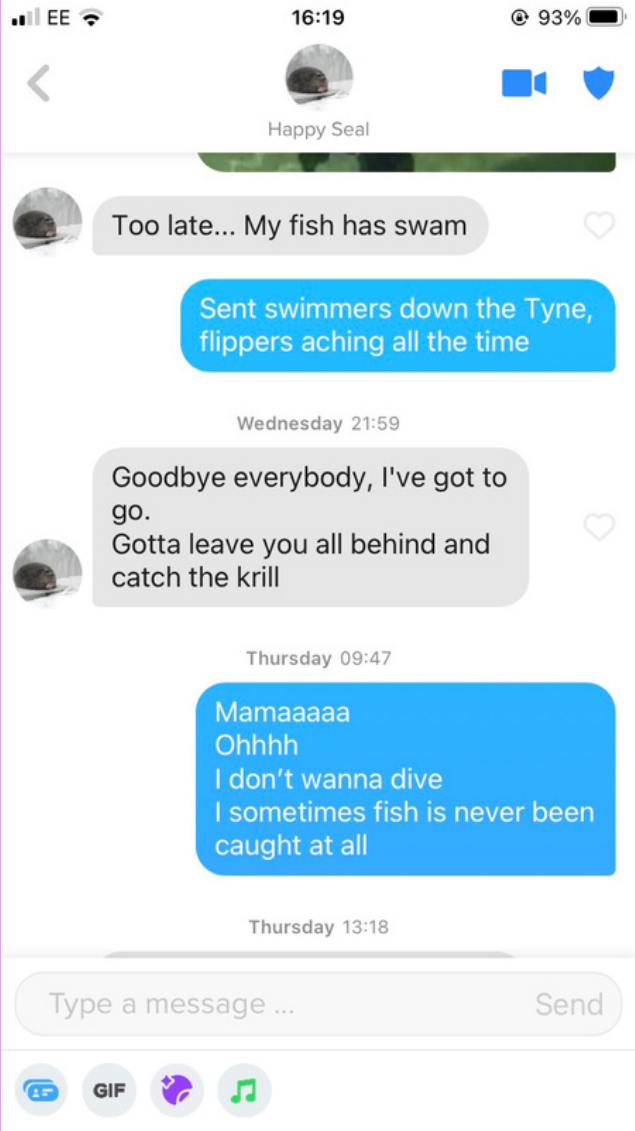 EE 16:19 93%
Happy Seal
Too late... My fish has swam
Sent swimmers down the Tyne,
flippers aching all the time
Wednesday 21:59
Goodbye everybody, I've got to
go.
Gotta leave you all behind and
catch the krill
Thursday 09:47
Mamaaaaa
Ohhhh
I don’t wanna dive
I sometimes fish is never been
caught at all
Thursday 13:18
Type a message ... Send
GIF